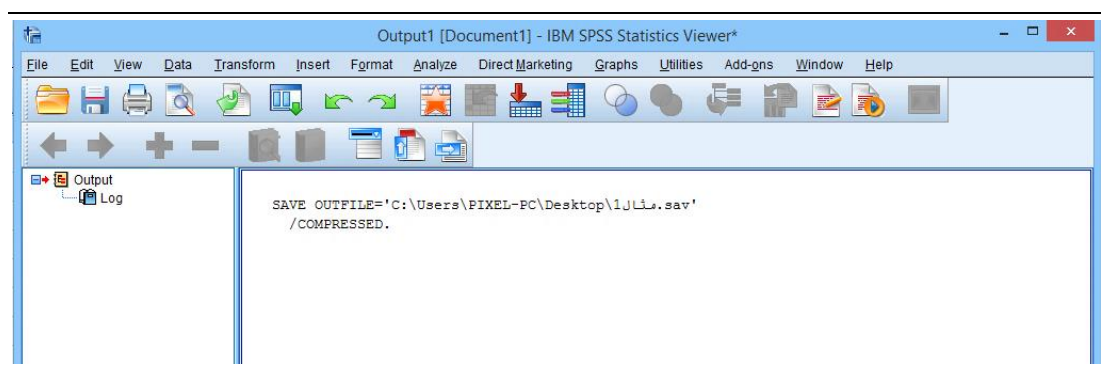 Output1 [Document1] - IBM SPSS Statistics Viewer*
File Edit View Data Transform Insert Format Analyze Direct Marketing Graphs Utilities Add-ons Window Help
Output
Log
SAVE OUTFILE='C:\Users\PIXEL-PC\Desktop\1مثال.sav'
/COMPRESSED.